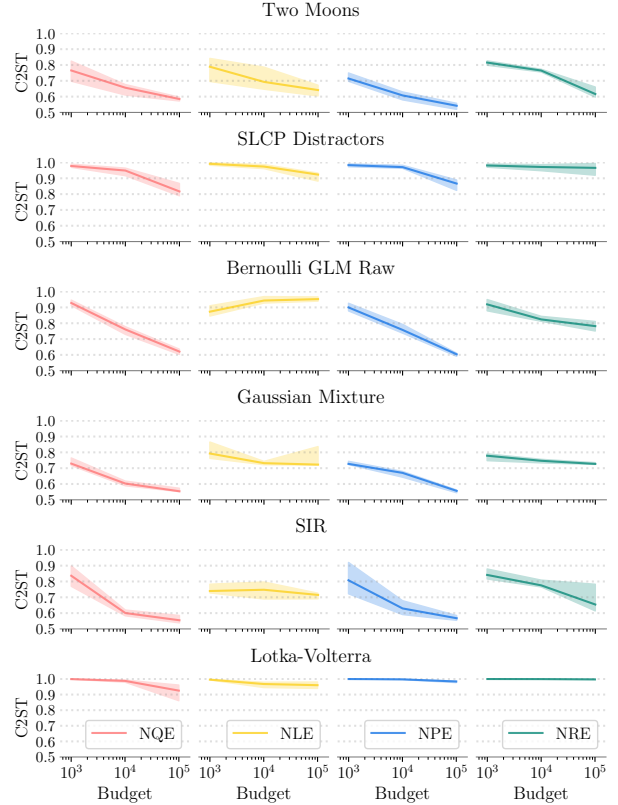 Two Moons
C2ST
1.0
0.9
0.8
0.7
0.6
0.5
SLCP Distractors
C2ST
1.0
0.9
0.8
0.7
0.6
0.5
Bernoulli GLM Raw
C2ST
1.0
0.9
0.8
0.7
0.6
0.5
Gaussian Mixture
C2ST
1.0
0.9
0.8
0.7
0.6
0.5
SIR
C2ST
1.0
0.9
0.8
0.7
0.6
0.5
Lotka-Volterra
C2ST
1.0
0.9
0.8
0.7
0.6
0.5
NQE NLE NPE NRE
10³ 10⁴ 10⁵ 10³ 10⁴ 10⁵ 10³ 10⁴ 10⁵ 10³ 10⁴ 10⁵
Budget Budget Budget Budget